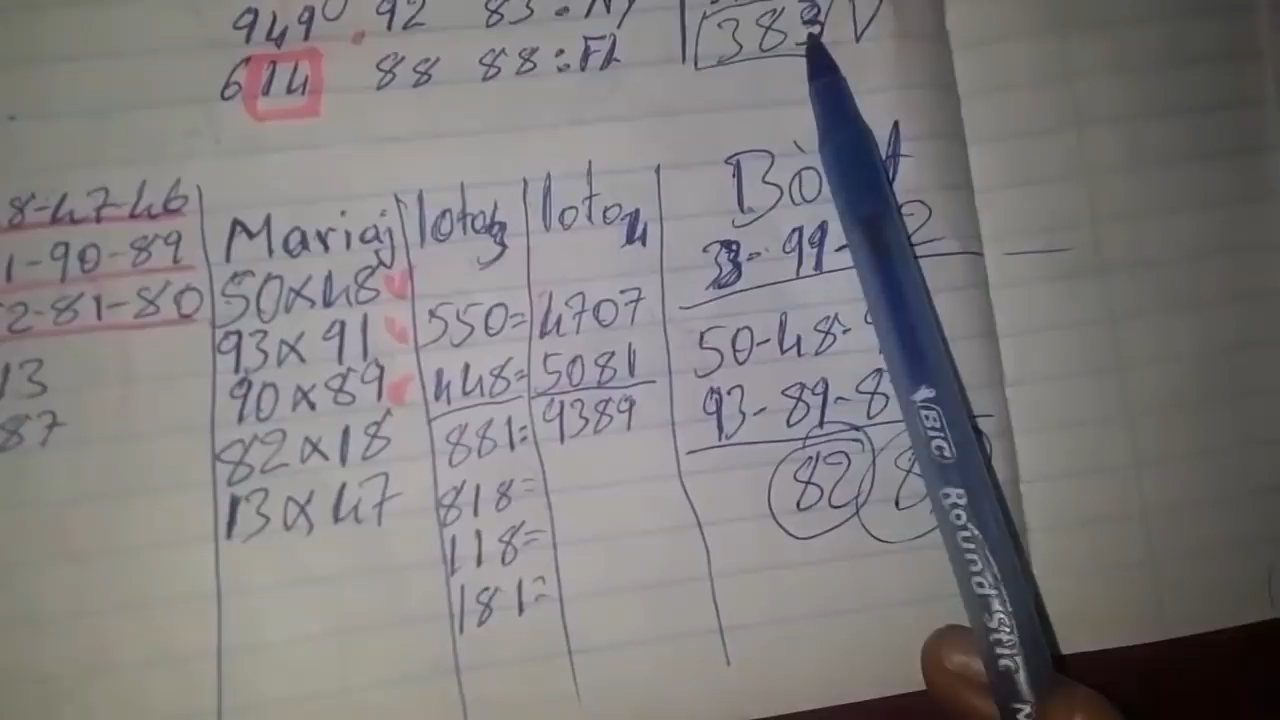 949 92 83:NY
614 88 88:FL
383 V
8-47-46
1-90-89
2-81-80
13
87
Mariaj
50x48
93x91
90x89
82x18
13x47
loto3
550=
448=
881=
818=
118=
181=
loto4
4707
5081
9389
99-
50-48-
93-89-8
82
BIC Round Stic